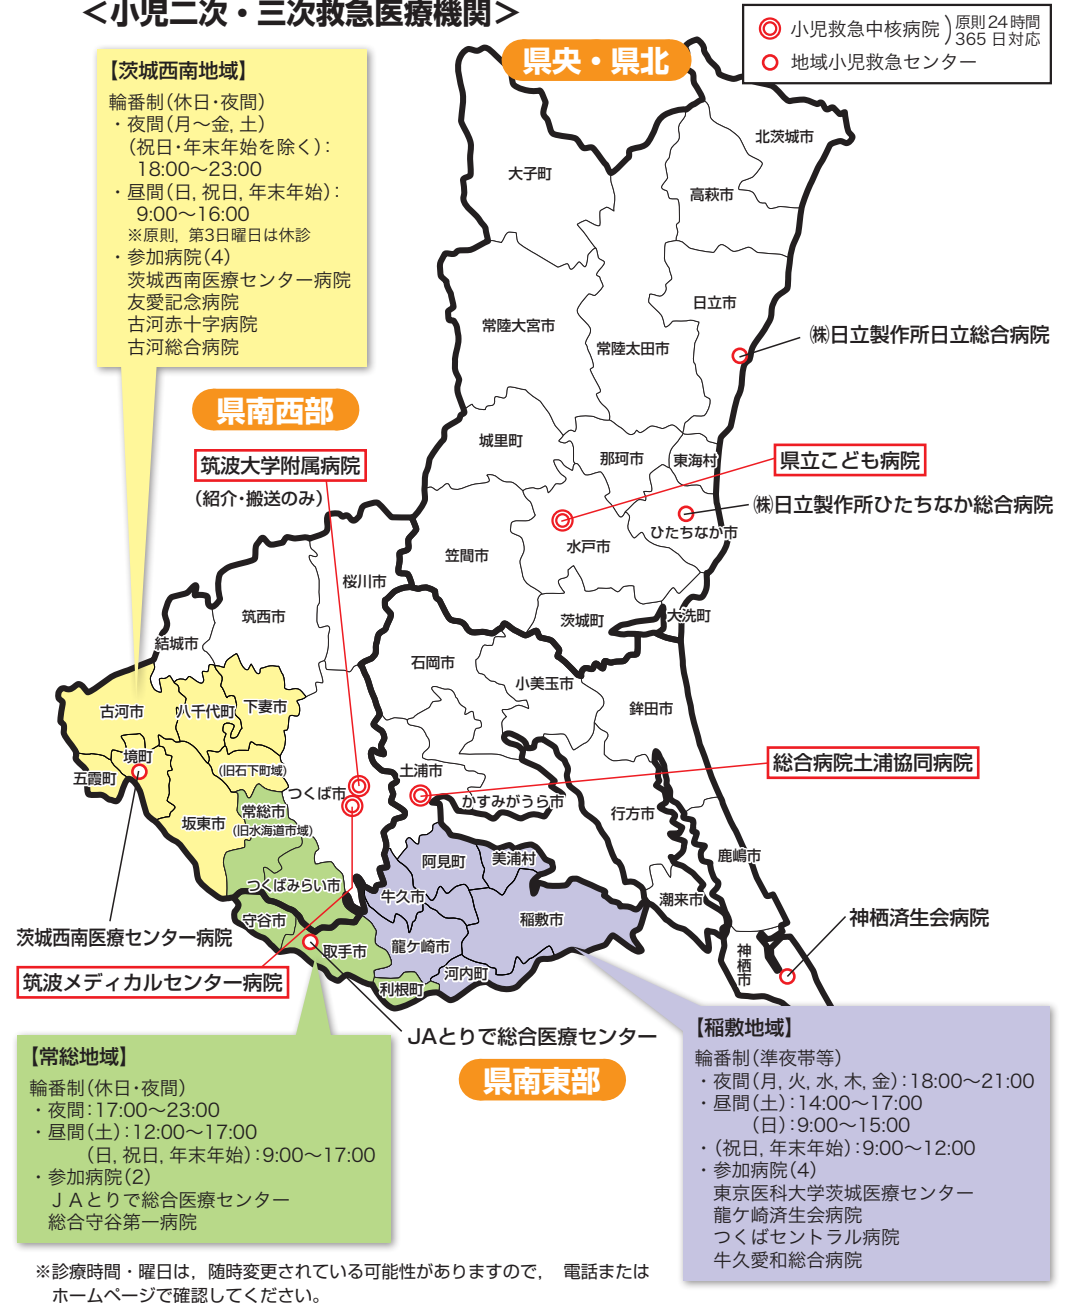 ＜小児二次・三次救急医療機関＞
小児救急中核病院
原則24時間
365日対応
地域小児救急センター
県央・県北
【茨城西南地域】
輪番制(休日・夜間)
・夜間(月〜金, 土)
(祝日・年末年始を除く)：
18:00〜23:00
・昼間(日, 祝日, 年末年始)：
9:00〜16:00
※原則, 第3日曜日は休診
・参加病院(4)
茨城西南医療センター病院
友愛記念病院
古河赤十字病院
古河総合病院
北茨城市
大子町
高萩市
日立市
常陸大宮市
常陸太田市
㈱日立製作所日立総合病院
県南西部
城里町
那珂市
東海村
県立こども病院
筑波大学附属病院
(紹介・搬送のみ)
㈱日立製作所ひたちなか総合病院
ひたちなか市
水戸市
笠間市
桜川市
筑西市
茨城町
大洗町
結城市
石岡市
小美玉市
鉾田市
古河市
八千代町
下妻市
境町
五霞町
(旧石下町域)
土浦市
総合病院土浦協同病院
つくば市
かすみがうら市
常総市
(旧水海道市域)
坂東市
行方市
阿見町
美浦村
鹿嶋市
つくばみらい市
牛久市
潮来市
守谷市
稲敷市
神栖済生会病院
茨城西南医療センター病院
取手市
龍ケ崎市
神栖市
河内町
筑波メディカルセンター病院
利根町
JAとりで総合医療センター
県南東部
【常総地域】
輪番制(休日・夜間)
・夜間：17:00〜23:00
・昼間(土)：12:00〜17:00
(日, 祝日, 年末年始)：9:00〜17:00
・参加病院(2)
ＪＡとりで総合医療センター
総合守谷第一病院
【稲敷地域】
輪番制(準夜帯等)
・夜間(月, 火, 水, 木, 金)：18:00〜21:00
・昼間(土)：14:00〜17:00
(日)：9:00〜15:00
・(祝日, 年末年始)：9:00〜12:00
・参加病院(4)
東京医科大学茨城医療センター
龍ケ崎済生会病院
つくばセントラル病院
牛久愛和総合病院
※診療時間・曜日は, 随時変更されている可能性がありますので, 電話または
ホームページで確認してください。